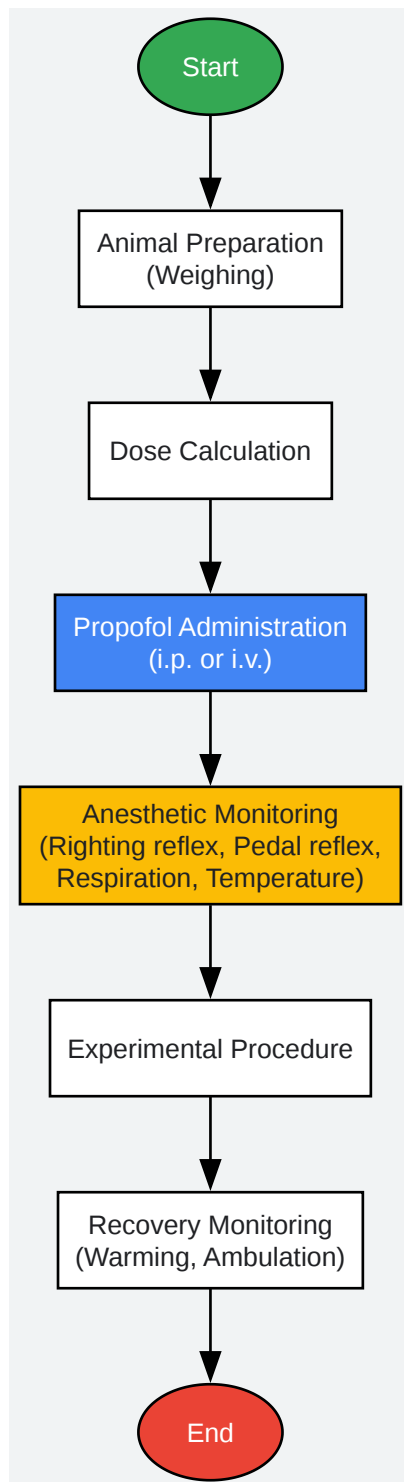 Start
Animal Preparation
(Weighing)
Dose Calculation
Propofol Administration
(i.p. or i.v.)
Anesthetic Monitoring
(Righting reflex, Pedal reflex,
Respiration, Temperature)
Experimental Procedure
Recovery Monitoring
(Warming, Ambulation)
End